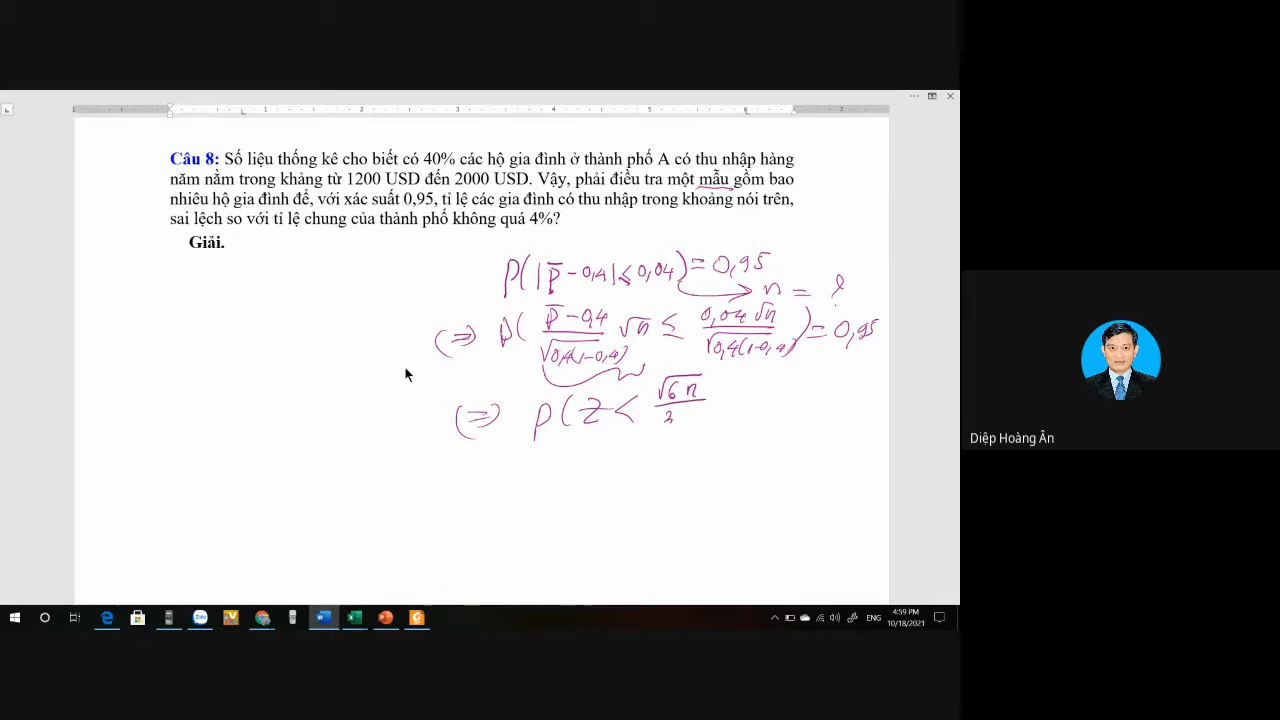 Câu 8: Số liệu thống kê cho biết có 40% các hộ gia đình ở thành phố A có thu nhập hàng
năm nằm trong khảng từ 1200 USD đến 2000 USD. Vậy, phải điều tra một mẫu gồm bao
nhiêu hộ gia đình để, với xác suất 0,95, tỉ lệ các gia đình có thu nhập trong khoảng nói trên,
sai lệch so với tỉ lệ chung của thành phố không quá 4%?
Giải.
P(|P̄ - 0,4| ≤ 0,04) = 0,95
n = ?
(=) P( (P̄ - 0,4)/√(0,4(1-0,4)) √n ≤ 0,04√n/√(0,4(1-0,4)) ) = 0,95
(=) P( Z < √6 n
Diệp Hoàng Ân
ENG
4:59 PM
10/18/2021